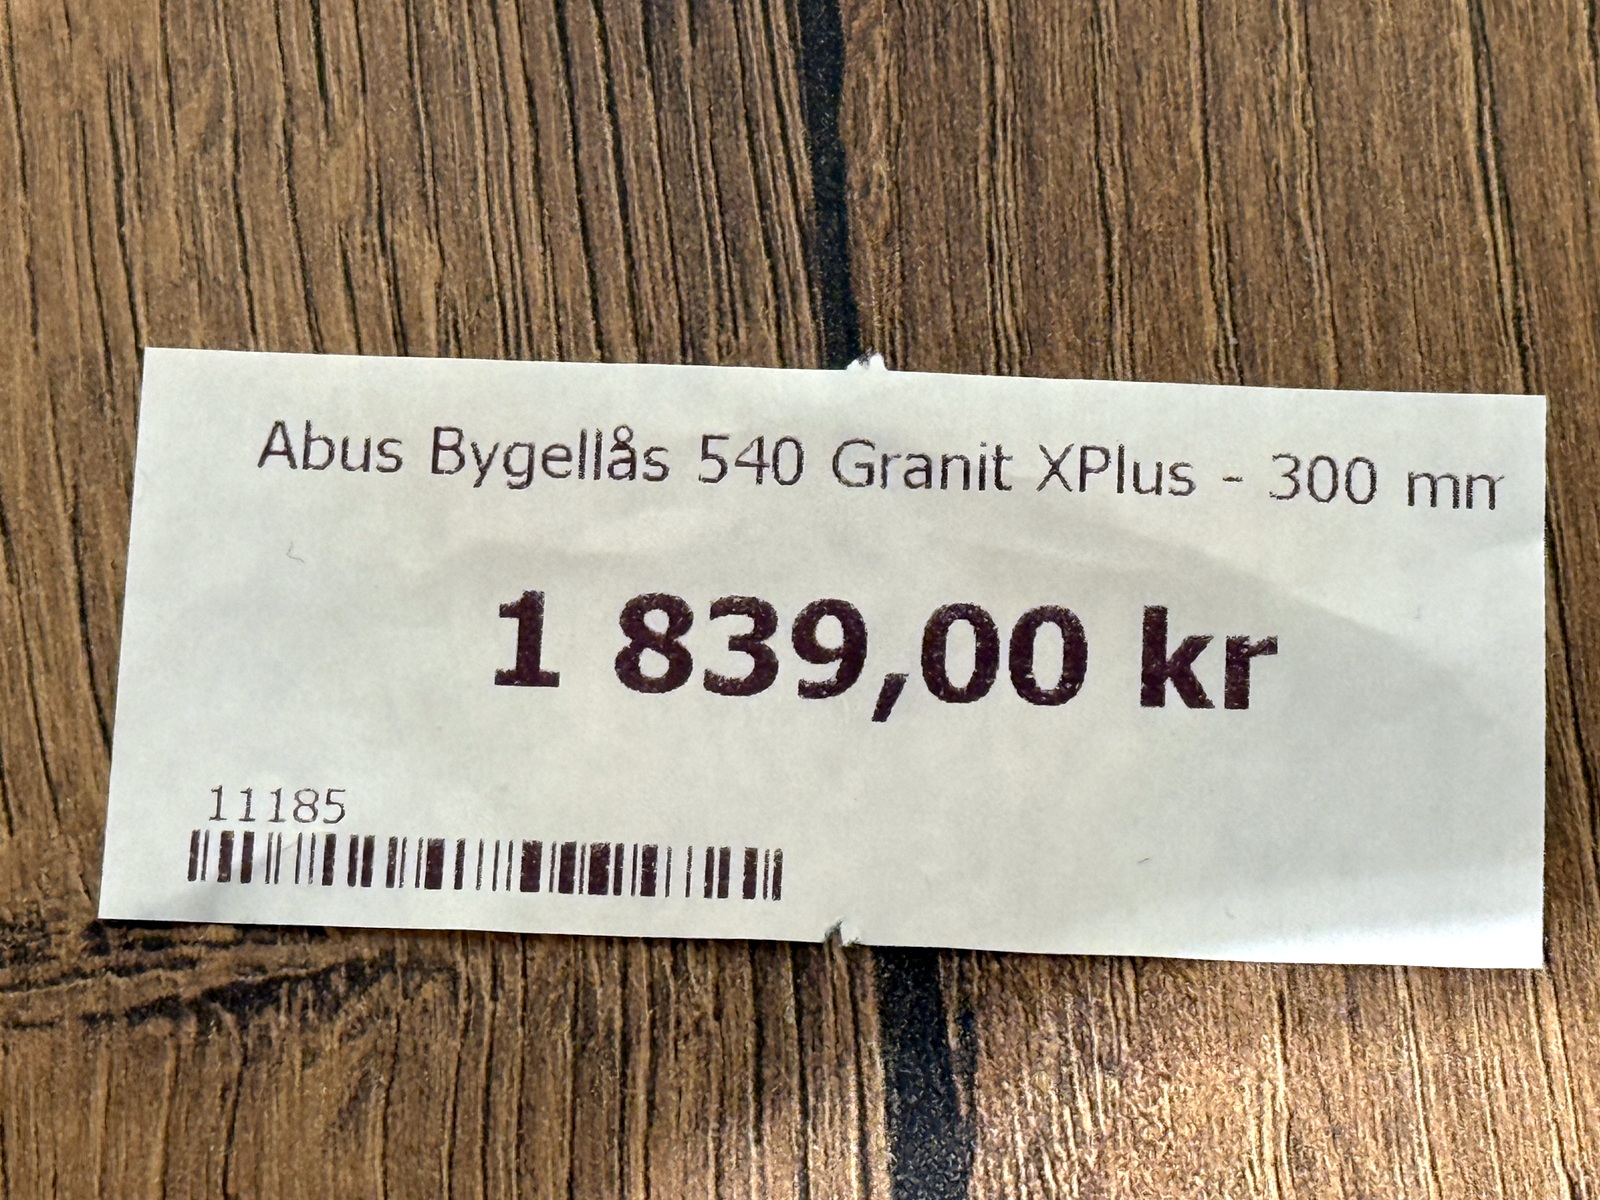 Abus Bygellås 540 Granit XPlus - 300 mm
1 839,00 kr
11185